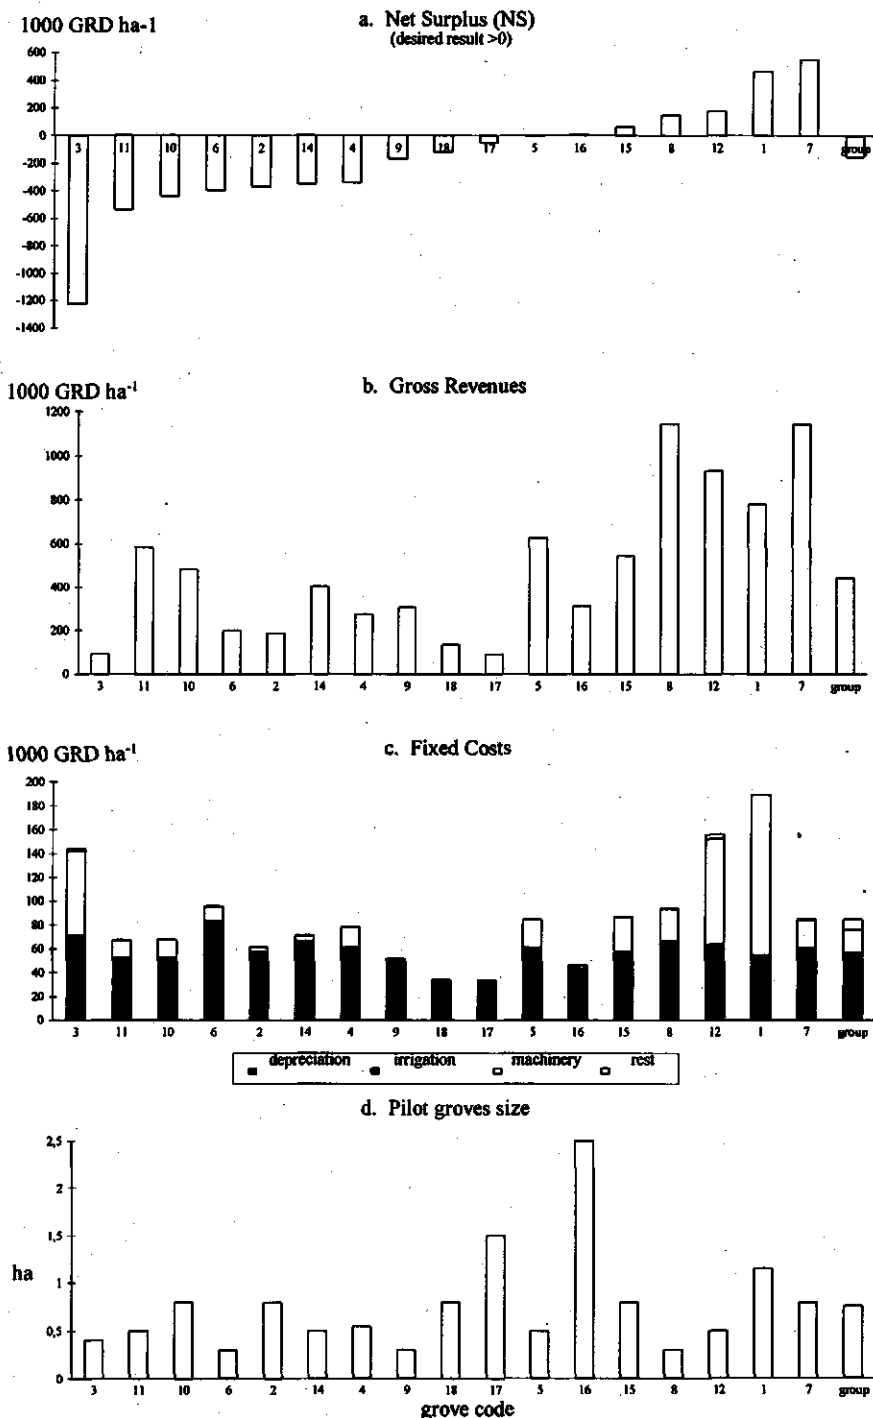 a. Net Surplus (NS)
1000 GRD ha-1
(desired result >0)
600
400
200
0
-200
-400
-600
-800
-1000
-1200
-1400
3 11 10 6 2 14 4 9 18 17 5 16 15 8 12 1 7 group
1000 GRD ha⁻¹
b. Gross Revenues
1200
1000
800
600
400
200
0
3 11 10 6 2 14 4 9 18 17 5 16 15 8 12 1 7 group
1000 GRD ha⁻¹
c. Fixed Costs
200
180
160
140
120
100
80
60
40
20
0
3 11 10 6 2 14 4 9 18 17 5 16 15 8 12 1 7 group
depreciation irrigation machinery rest
d. Pilot groves size
2,5
2
1,5
ha
1
0,5
0
3 11 10 6 2 14 4 9 18 17 5 16 15 8 12 1 7 group
grove code